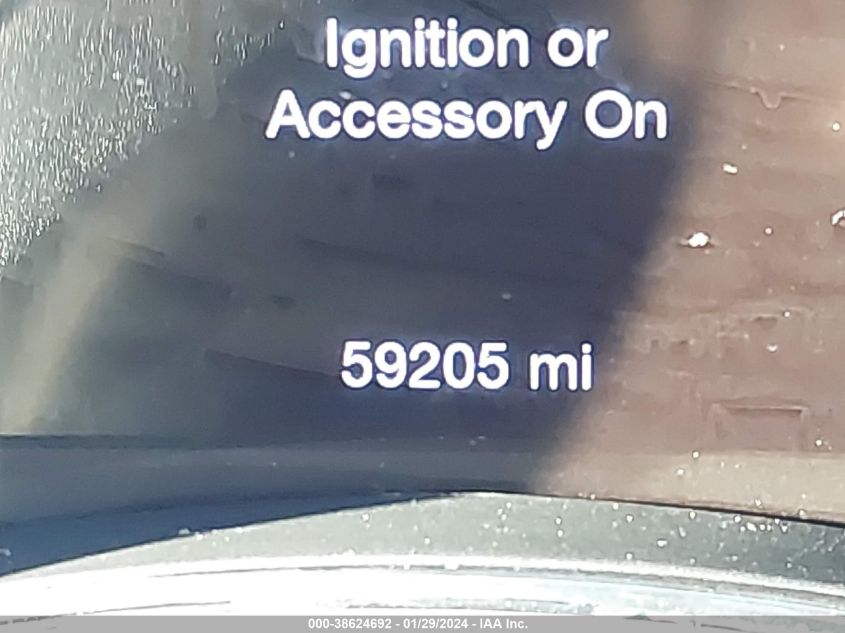 Ignition or
Accessory On
59205 mi
000-38624692 - 01/29/2024 - IAA Inc.